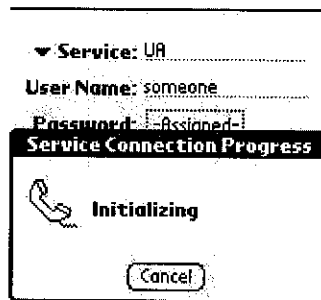 Service: UA
User Name: someone
Password: -Assigned-
Service Connection Progress
Initializing
Cancel